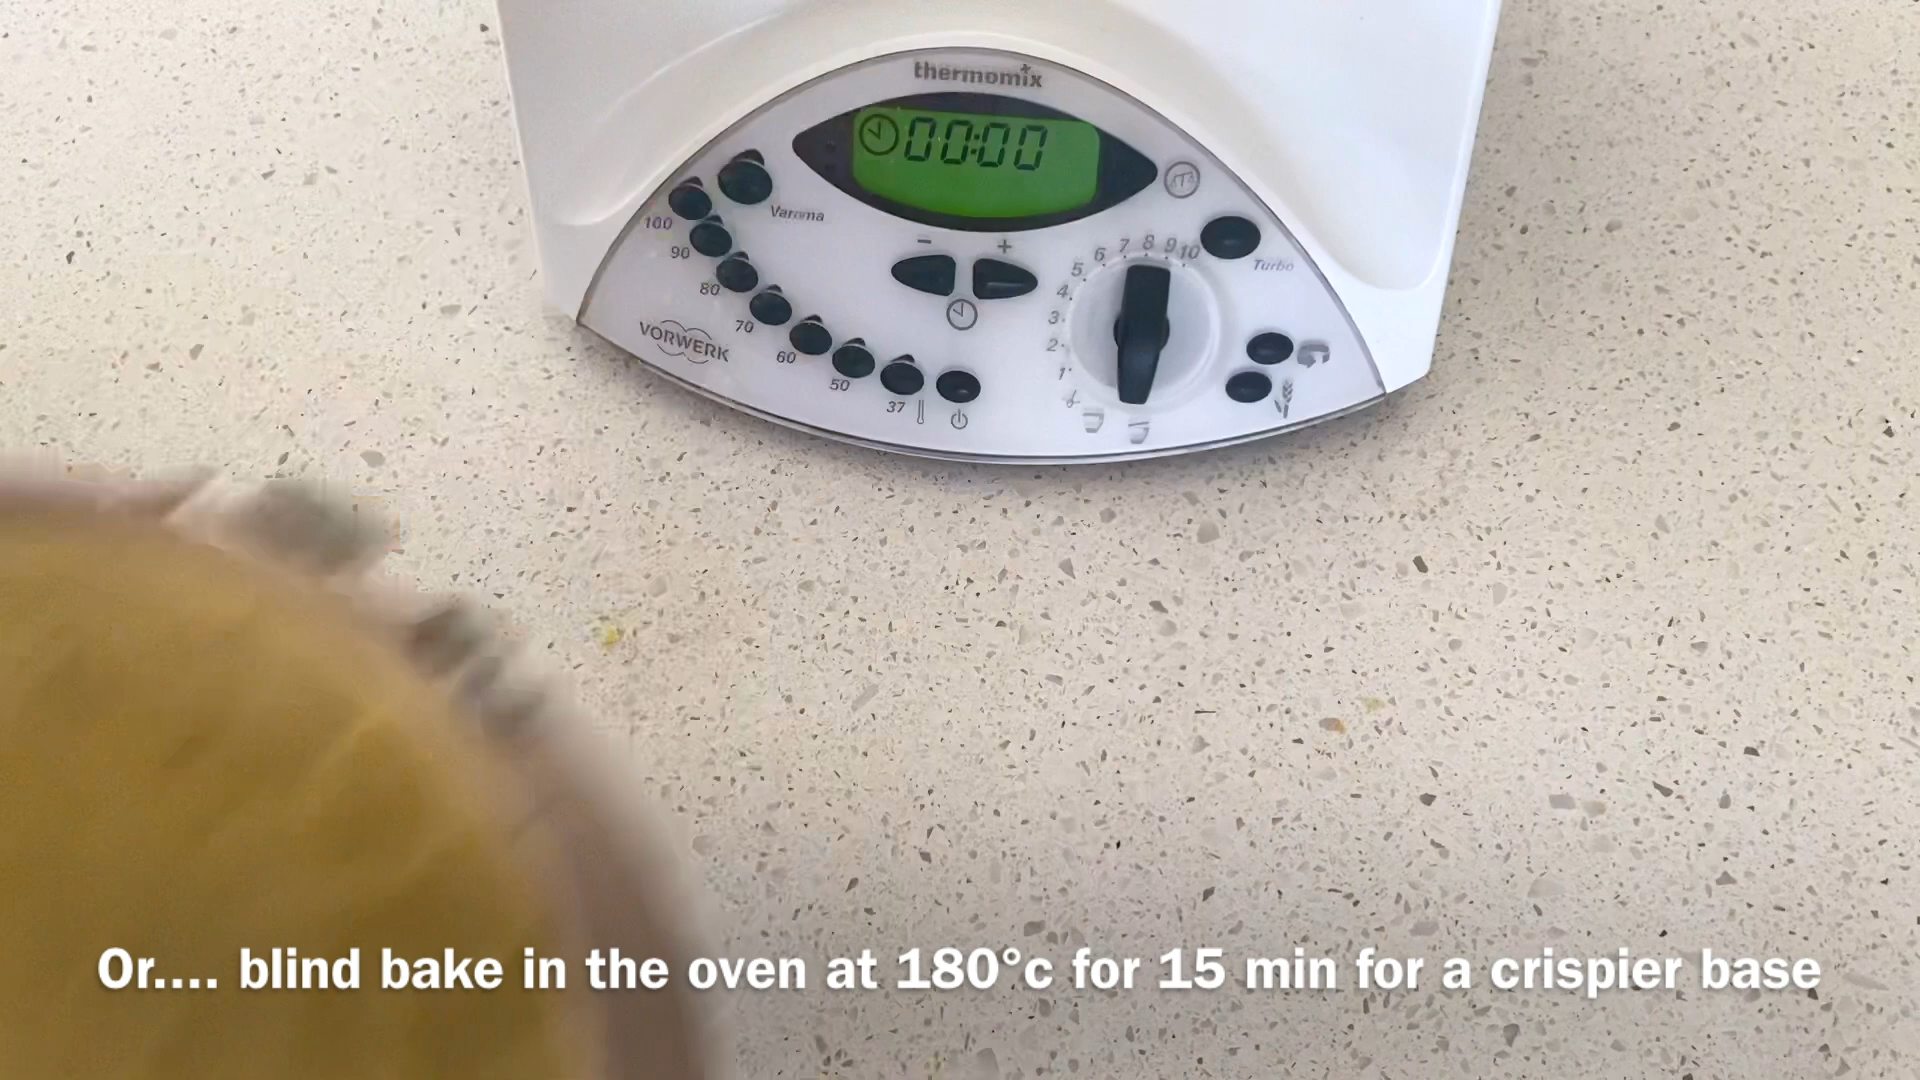 thermomix
00:00
Varoma
100
90
80
70
60
50
37
- +
1 2 3 4 5 6 7 8 9 10
Turbo
VORWERK
Or.... blind bake in the oven at 180°c for 15 min for a crispier base